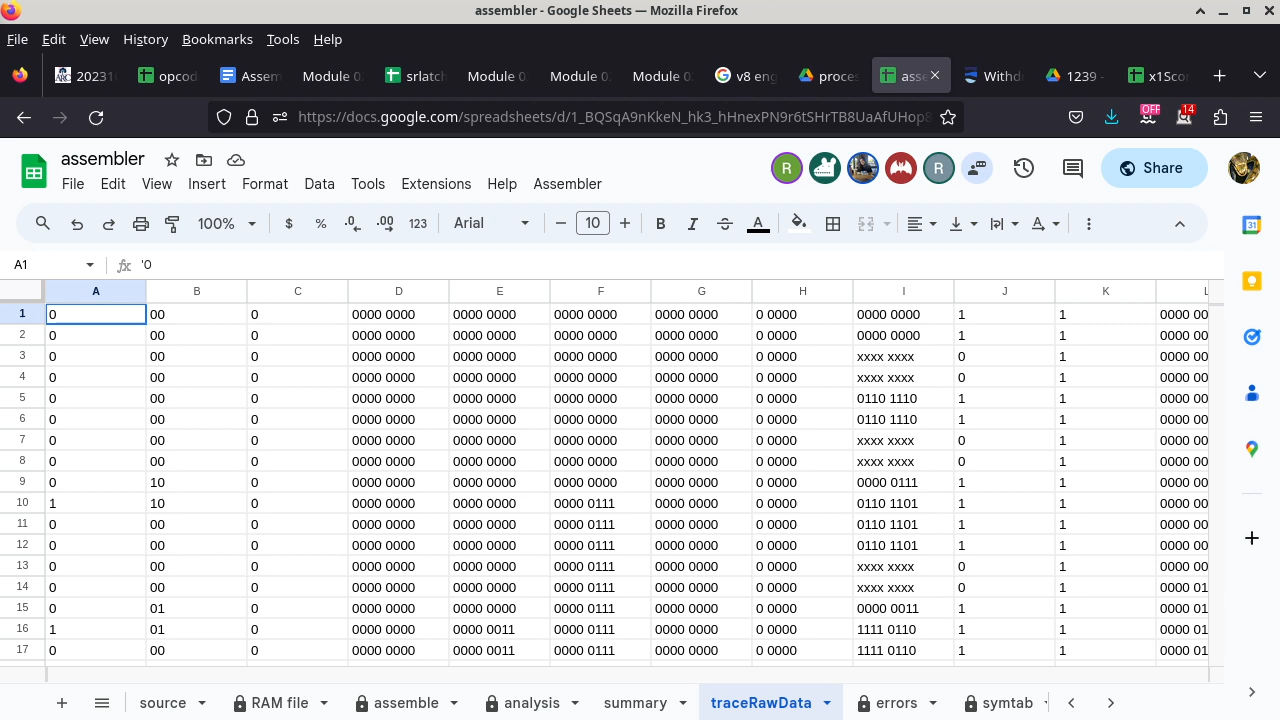 assembler - Google Sheets — Mozilla Firefox
File Edit View History Bookmarks Tools Help
20231 opcod Assem Module 0 srlatch Module 0 Module 0 Module 0 v8 eng proces asse Withd 1239 - x1Scor
https://docs.google.com/spreadsheets/d/1_BQSqA9nKkeN_hk3_hHnexPN9r6tSHrTB8UaAfUHop8 OFF 14
assembler
File Edit View Insert Format Data Tools Extensions Help Assembler
R R Share
100% $ % .0 .00 123 Arial 10 B I A
A1 fx '0
A B C D E F G H I J K L
1 0 00 0 0000 0000 0000 0000 0000 0000 0000 0000 0 0000 0000 0000 1 1 0000 00
2 0 00 0 0000 0000 0000 0000 0000 0000 0000 0000 0 0000 0000 0000 1 1 0000 00
3 0 00 0 0000 0000 0000 0000 0000 0000 0000 0000 0 0000 xxxx xxxx 0 1 0000 00
4 0 00 0 0000 0000 0000 0000 0000 0000 0000 0000 0 0000 xxxx xxxx 0 1 0000 00
5 0 00 0 0000 0000 0000 0000 0000 0000 0000 0000 0 0000 0110 1110 1 1 0000 00
6 0 00 0 0000 0000 0000 0000 0000 0000 0000 0000 0 0000 0110 1110 1 1 0000 00
7 0 00 0 0000 0000 0000 0000 0000 0000 0000 0000 0 0000 xxxx xxxx 0 1 0000 00
8 0 00 0 0000 0000 0000 0000 0000 0000 0000 0000 0 0000 xxxx xxxx 0 1 0000 00
9 0 10 0 0000 0000 0000 0000 0000 0000 0000 0000 0 0000 0000 0111 1 1 0000 00
10 1 10 0 0000 0000 0000 0000 0000 0111 0000 0000 0 0000 0110 1101 1 1 0000 00
11 0 00 0 0000 0000 0000 0000 0000 0111 0000 0000 0 0000 0110 1101 1 1 0000 00
12 0 00 0 0000 0000 0000 0000 0000 0111 0000 0000 0 0000 0110 1101 1 1 0000 00
13 0 00 0 0000 0000 0000 0000 0000 0111 0000 0000 0 0000 xxxx xxxx 0 1 0000 00
14 0 00 0 0000 0000 0000 0000 0000 0111 0000 0000 0 0000 xxxx xxxx 0 1 0000 01
15 0 01 0 0000 0000 0000 0000 0000 0111 0000 0000 0 0000 0000 0011 1 1 0000 01
16 1 01 0 0000 0000 0000 0011 0000 0111 0000 0000 0 0000 1111 0110 1 1 0000 01
17 0 00 0 0000 0000 0000 0011 0000 0111 0000 0000 0 0000 1111 0110 1 1 0000 01
source RAM file assemble analysis summary traceRawData errors symtab